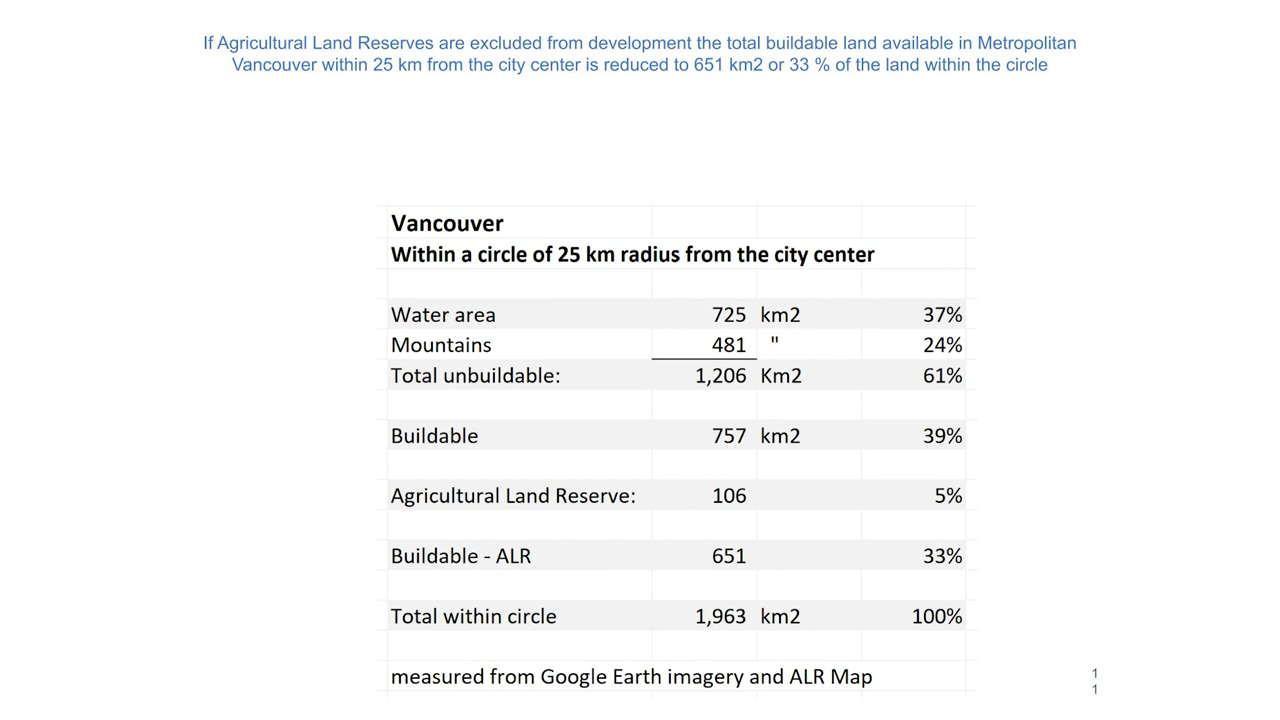 If Agricultural Land Reserves are excluded from development the total buildable land available in Metropolitan
Vancouver within 25 km from the city center is reduced to 651 km2 or 33 % of the land within the circle
Vancouver
Within a circle of 25 km radius from the city center
Water area 725 km2 37%
Mountains 481 " 24%
Total unbuildable: 1,206 Km2 61%
Buildable 757 km2 39%
Agricultural Land Reserve: 106 5%
Buildable - ALR 651 33%
Total within circle 1,963 km2 100%
measured from Google Earth imagery and ALR Map
1
1